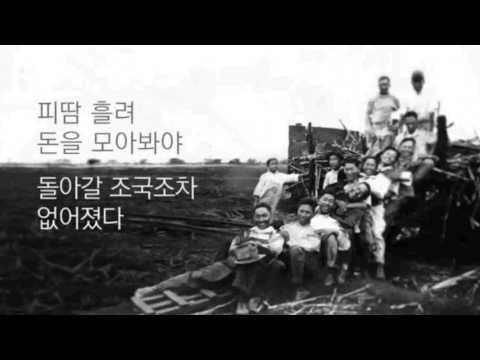 피땀 흘려
돈을 모아봐야
돌아갈 조국조차
없어졌다